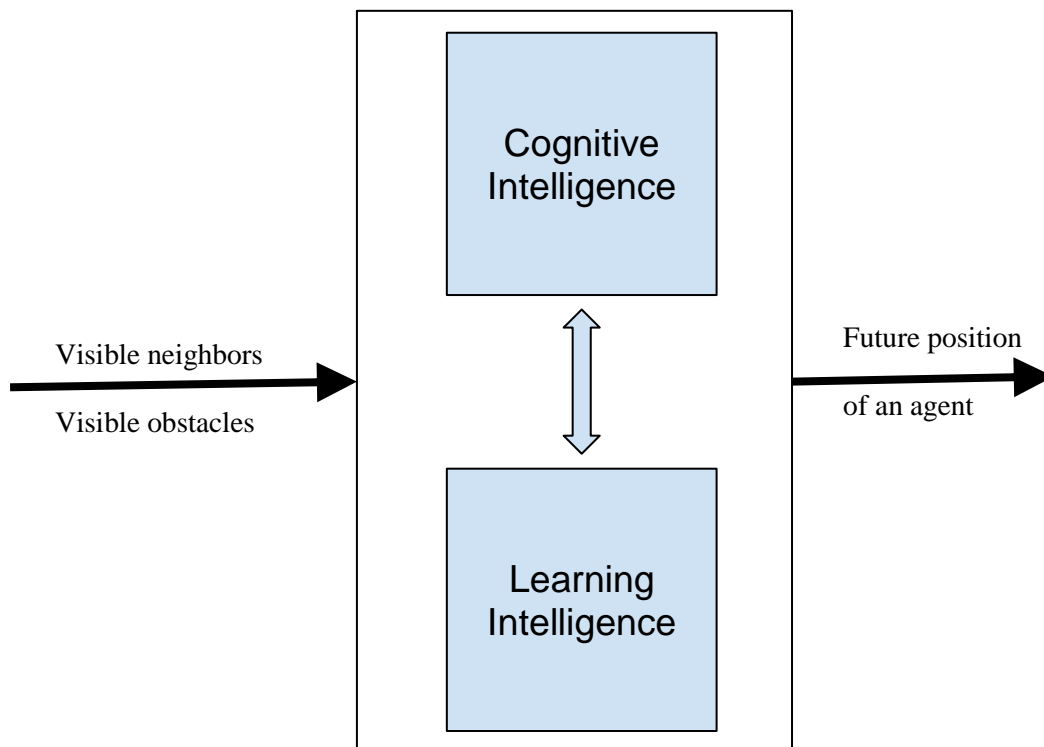 Cognitive
Intelligence
Visible neighbors
Visible obstacles
Future position
of an agent
Learning
Intelligence